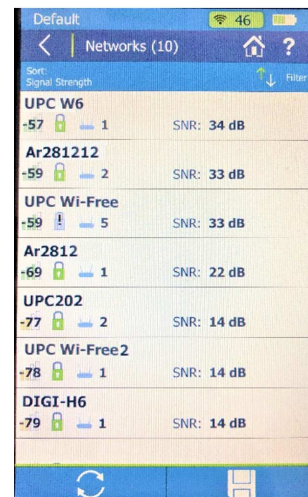 Default 46
Networks (10) ?
Sort:
Signal Strength Filter
UPC W6
-57 1 SNR: 34 dB
Ar281212
-59 2 SNR: 33 dB
UPC Wi-Free
-59 5 SNR: 33 dB
Ar2812
-69 1 SNR: 22 dB
UPC202
-77 2 SNR: 14 dB
UPC Wi-Free2
-78 1 SNR: 14 dB
DIGI-H6
-79 1 SNR: 14 dB